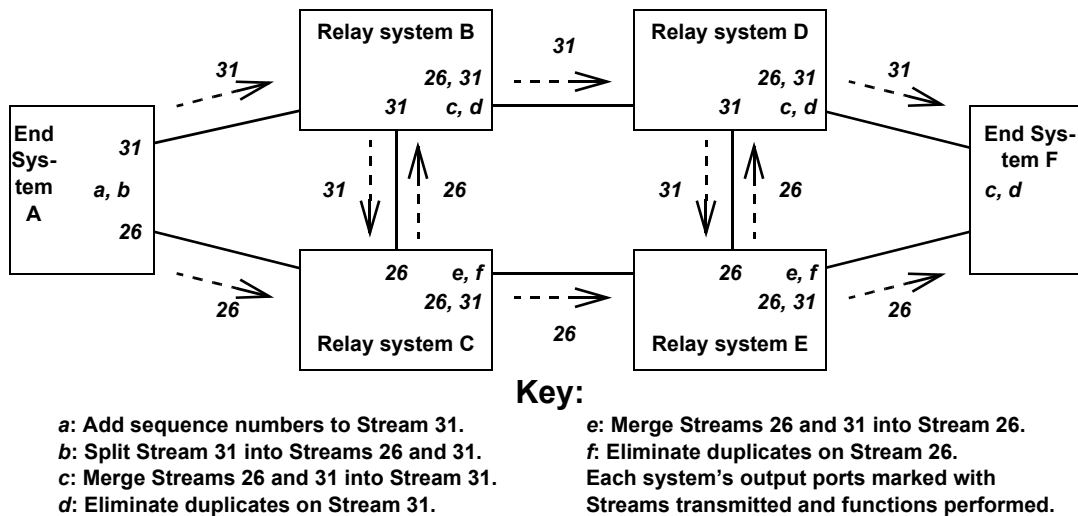 Relay system B
Relay system D
31
31
31
26, 31
26, 31
31
c, d
31
c, d
End
Sys-
tem
A
31
a, b
26
End Sys-
tem F
c, d
31
26
31
26
26
e, f
26
e, f
26, 31
26, 31
26
26
26
Relay system C
Relay system E
Key:
a: Add sequence numbers to Stream 31.
b: Split Stream 31 into Streams 26 and 31.
c: Merge Streams 26 and 31 into Stream 31.
d: Eliminate duplicates on Stream 31.
e: Merge Streams 26 and 31 into Stream 26.
f: Eliminate duplicates on Stream 26.
Each system's output ports marked with
Streams transmitted and functions performed.